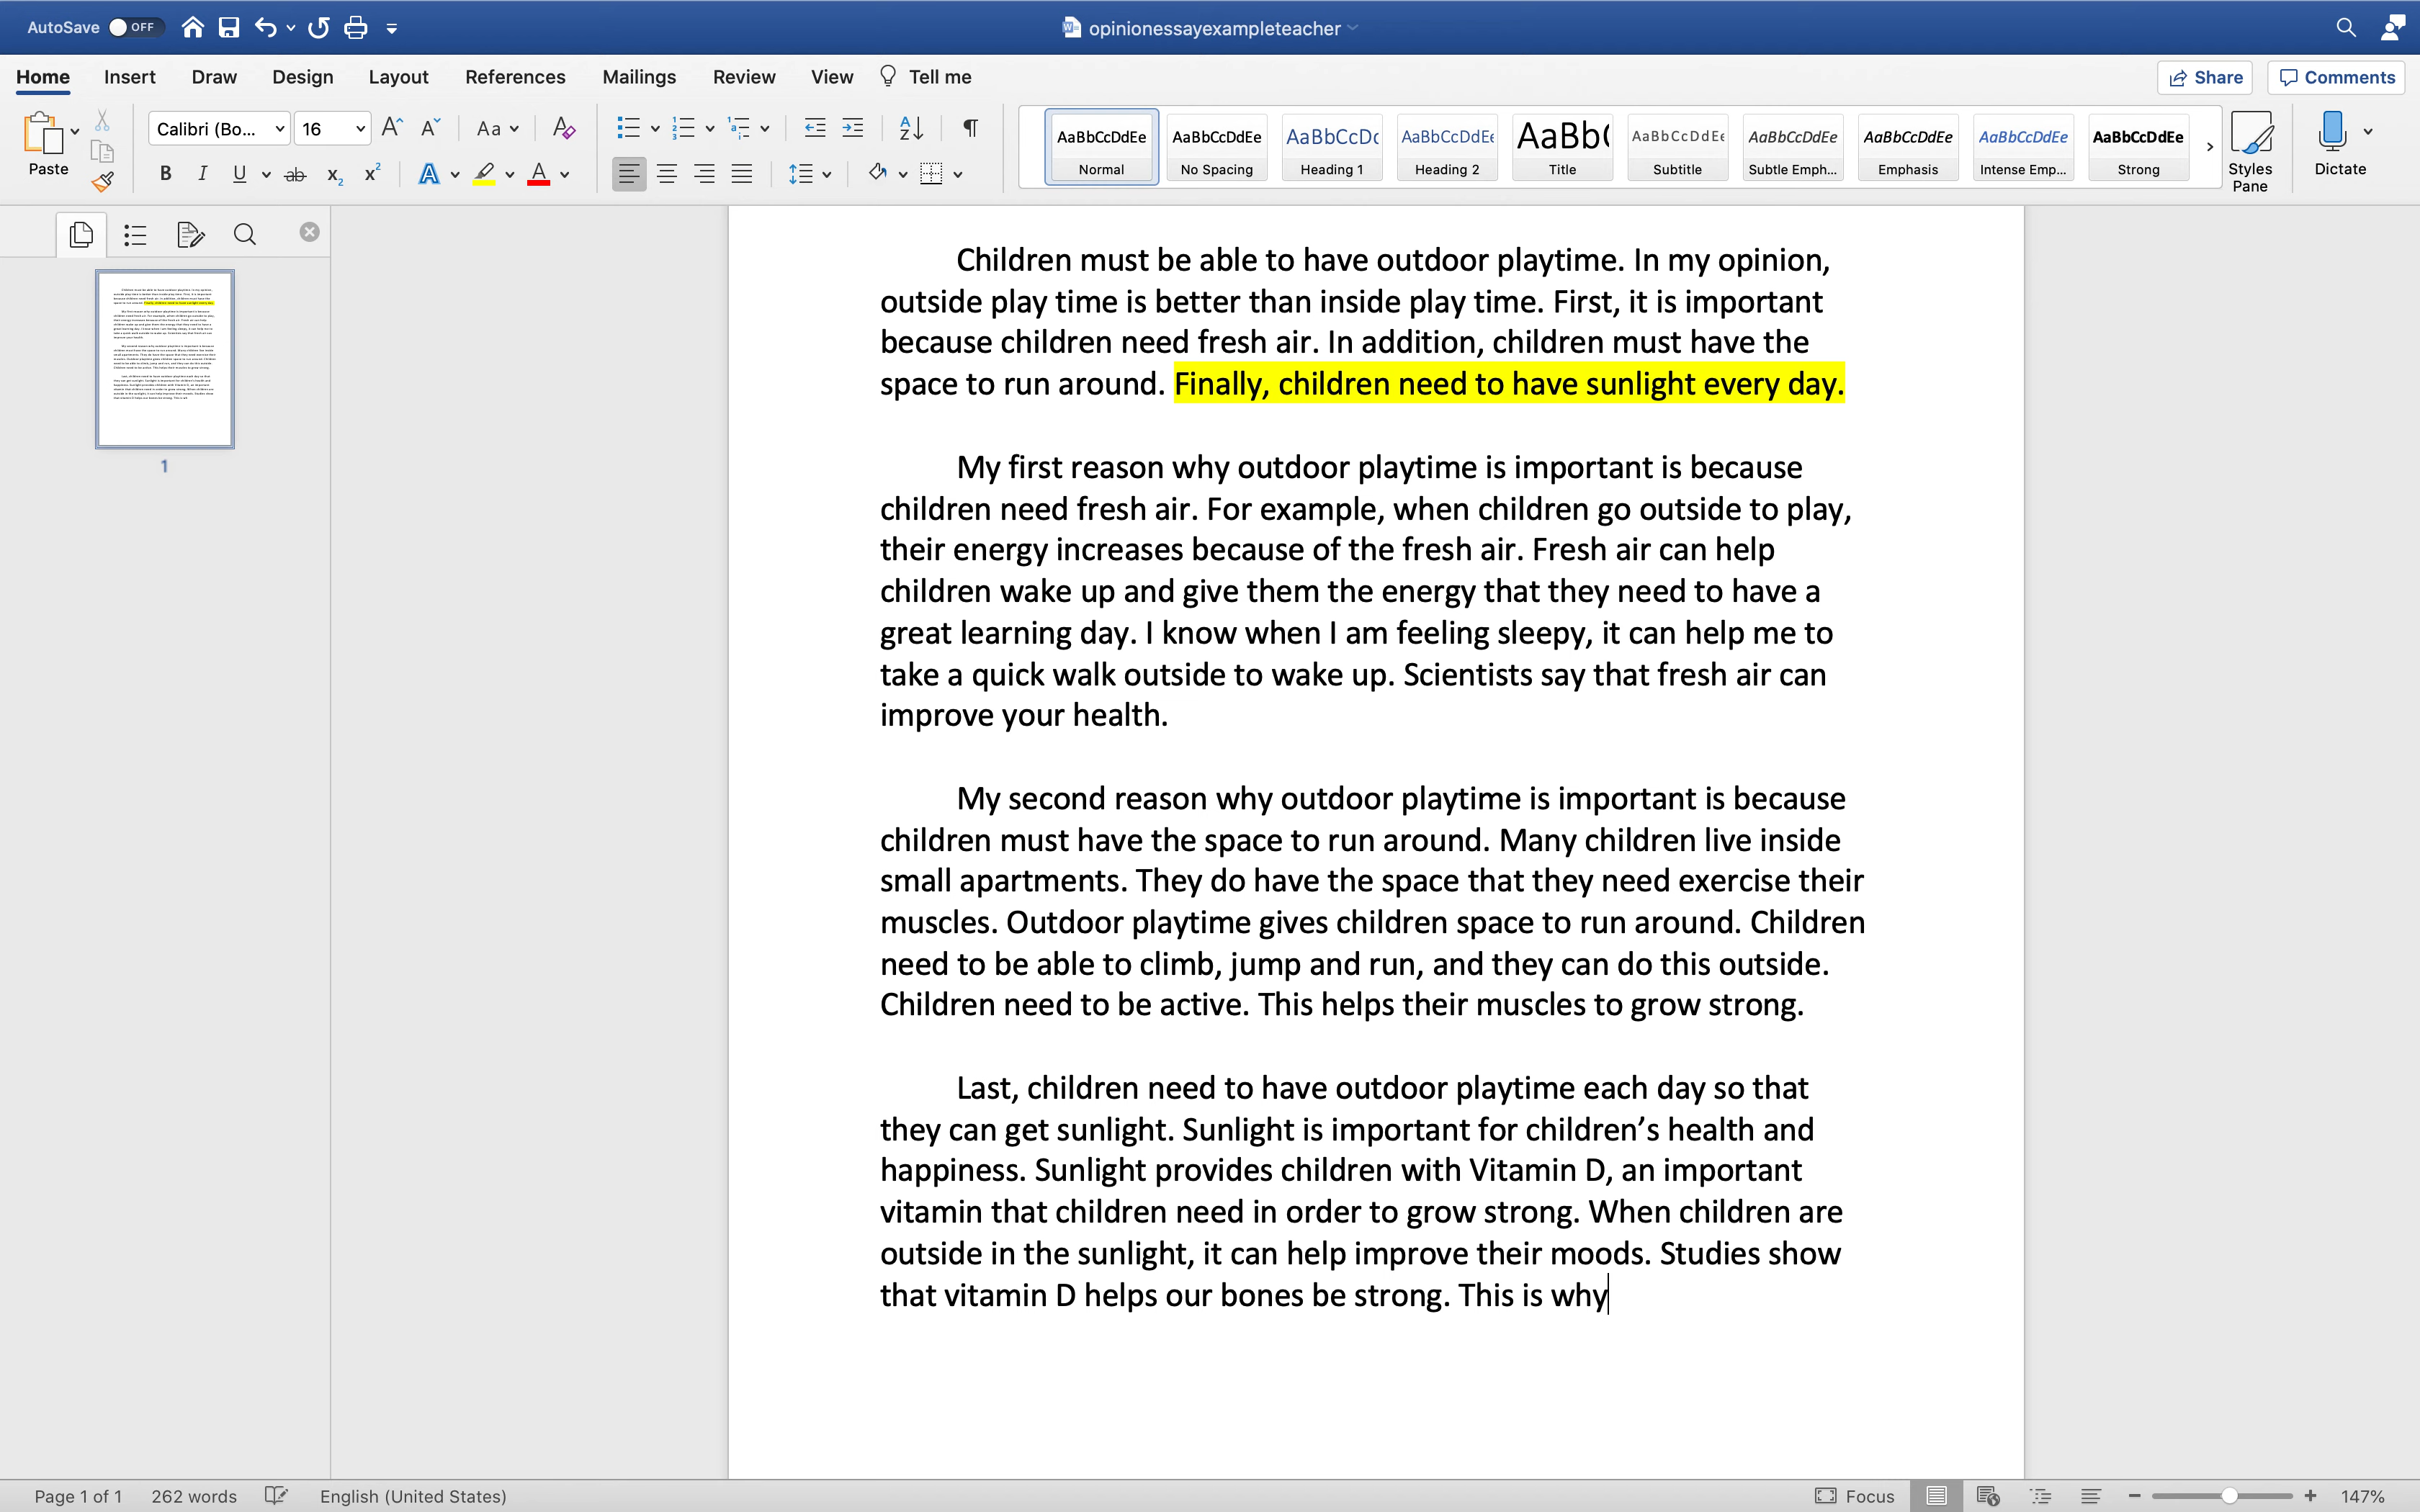 AutoSave OFF opinionessayexampleteacher
Home Insert Draw Design Layout References Mailings Review View Tell me Share Comments
Paste Calibri (Bo... 16 Aa
AaBbCcDdEe AaBbCcDdEe AaBbCcDc AaBbCcDdEe AaBb( AaBbCcDdEe AaBbCcDdEe AaBbCcDdEe AaBbCcDdEe AaBbCcDdEe
Normal No Spacing Heading 1 Heading 2 Title Subtitle Subtle Emph... Emphasis Intense Emp... Strong
Styles Pane Dictate
1
Children must be able to have outdoor playtime. In my opinion,
outside play time is better than inside play time. First, it is important
because children need fresh air. In addition, children must have the
space to run around. Finally, children need to have sunlight every day.
My first reason why outdoor playtime is important is because
children need fresh air. For example, when children go outside to play,
their energy increases because of the fresh air. Fresh air can help
children wake up and give them the energy that they need to have a
great learning day. I know when I am feeling sleepy, it can help me to
take a quick walk outside to wake up. Scientists say that fresh air can
improve your health.
My second reason why outdoor playtime is important is because
children must have the space to run around. Many children live inside
small apartments. They do have the space that they need exercise their
muscles. Outdoor playtime gives children space to run around. Children
need to be able to climb, jump and run, and they can do this outside.
Children need to be active. This helps their muscles to grow strong.
Last, children need to have outdoor playtime each day so that
they can get sunlight. Sunlight is important for children’s health and
happiness. Sunlight provides children with Vitamin D, an important
vitamin that children need in order to grow strong. When children are
outside in the sunlight, it can help improve their moods. Studies show
that vitamin D helps our bones be strong. This is why
Page 1 of 1 262 words English (United States) Focus 147%